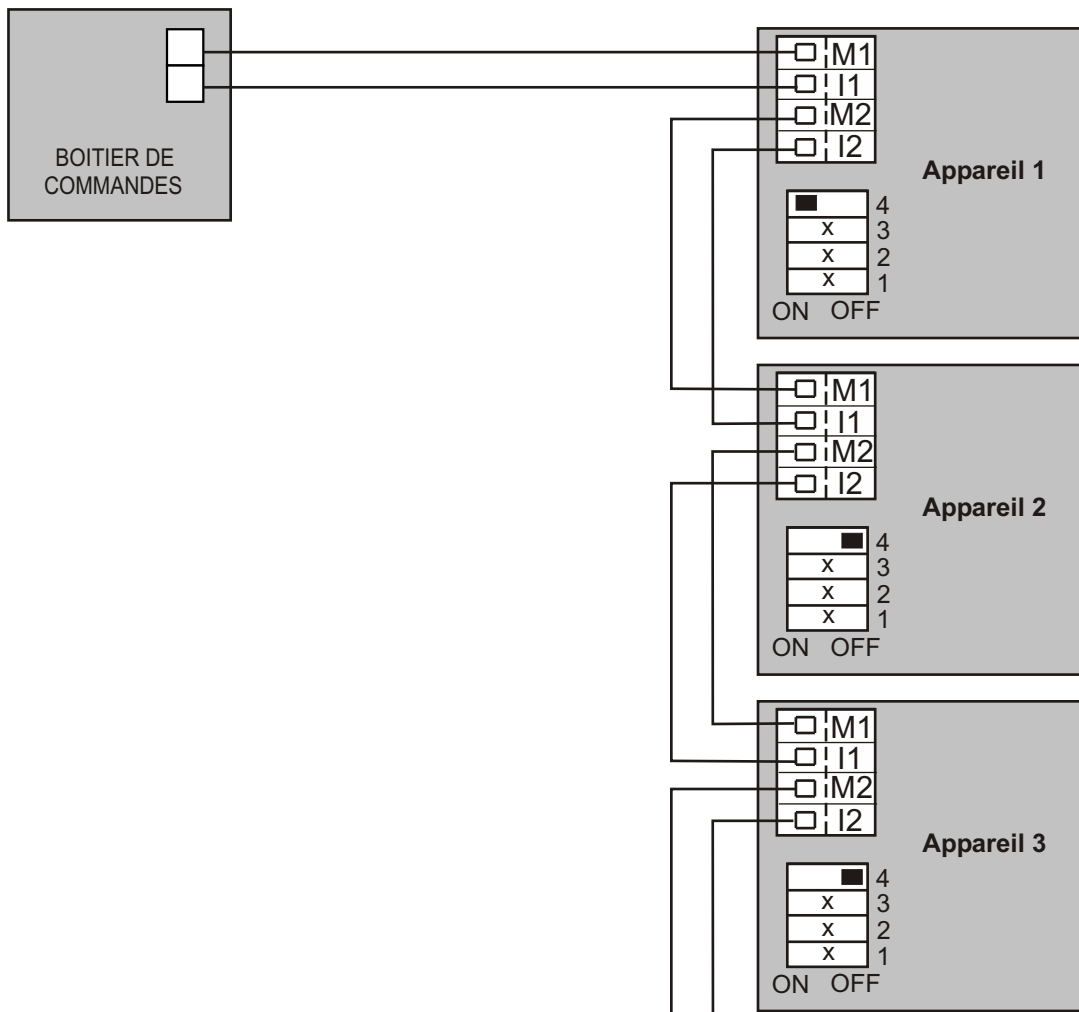 BOITIER DE
COMMANDES
M1
I1
M2
I2
Appareil 1
4
x 3
x 2
x 1
ON OFF
M1
I1
M2
I2
Appareil 2
4
x 3
x 2
x 1
ON OFF
M1
I1
M2
I2
Appareil 3
4
x 3
x 2
x 1
ON OFF